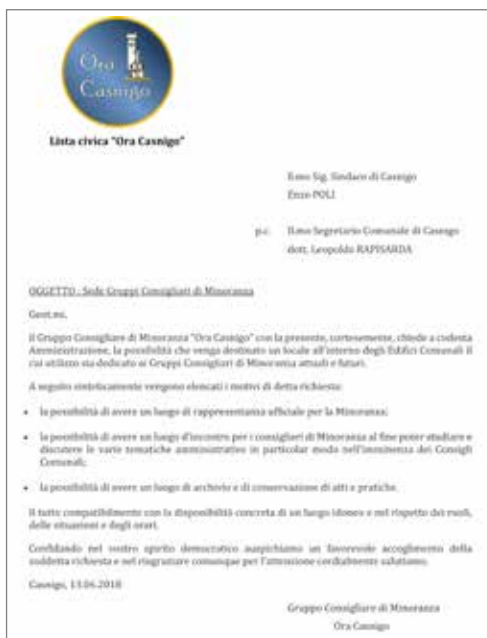 Ora
Casnigo
Lista civica "Ora Casnigo"
Ill.mo Sig. Sindaco di Casnigo
Enzo POLI
p.c. Ill.mo Segretario Comunale di Casnigo
dott. Leopoldo RAPISARDA
OGGETTO : Sede Gruppi Consigliari di Minoranza
Gent.mi,
il Gruppo Consigliare di Minoranza "Ora Casnigo" con la presente, cortesemente, chiede a codesta
Amministrazione, la possibilità che venga destinato un locale all'interno degli Edifici Comunali il
cui utilizzo sia dedicato ai Gruppi Consigliari di Minoranza attuali e futuri.
A seguito sinteticamente vengono elencati i motivi di detta richiesta:
• la possibilità di avere un luogo di rappresentanza ufficiale per la Minoranza;
• la possibilità di avere un luogo d'incontro per i consiglieri di Minoranza al fine poter studiare e
discutere le varie tematiche amministrative in particolar modo nell'imminenza dei Consigli
Comunali;
• la possibilità di avere un luogo di archivio e di conservazione di atti e pratiche.
Il tutto compatibilmente con la disponibilità concreta di un luogo idoneo e nel rispetto dei ruoli,
delle situazioni e degli orari.
Confidando nel vostro spirito democratico auspichiamo un favorevole accoglimento della
suddetta richiesta e nel ringraziare comunque per l'attenzione cordialmente salutiamo.
Casnigo, 13.06.2018
Gruppo Consigliare di Minoranza
Ora Casnigo